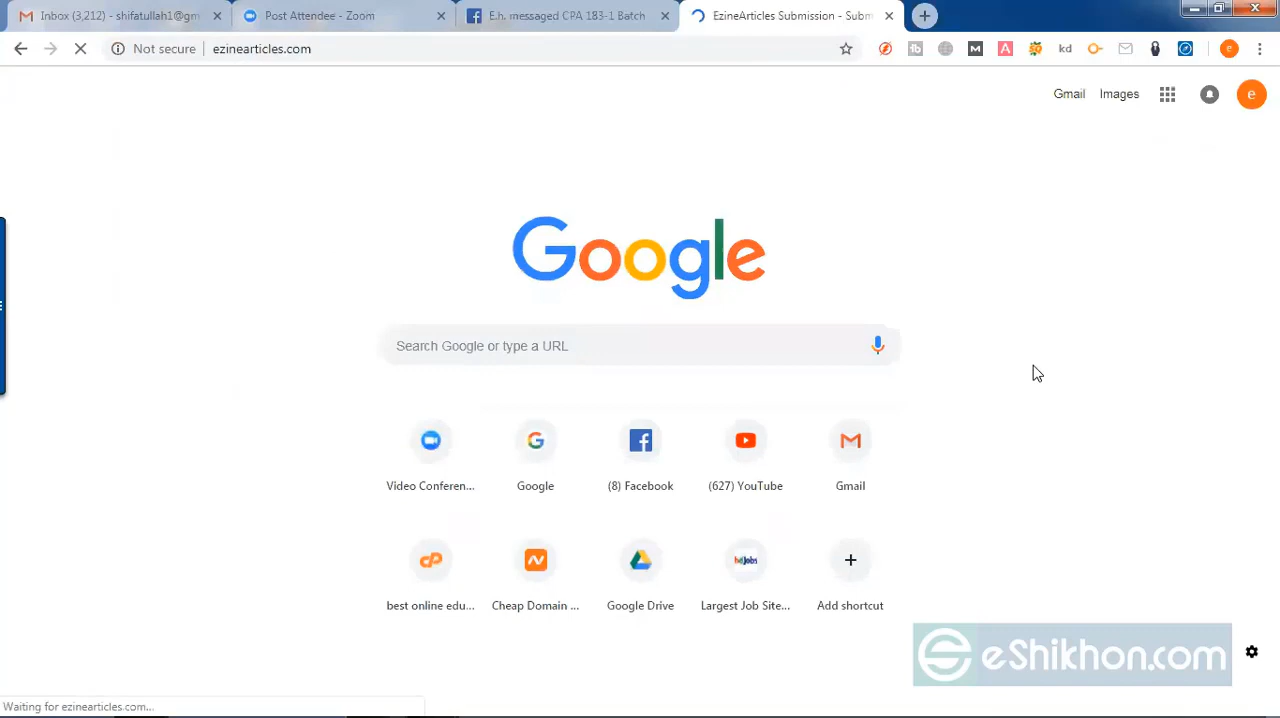 Inbox (3,212) - shifatullah1@gm
Post Attendee - Zoom
E.h. messaged CPA 183-1 Batch
EzineArticles Submission - Subm
Not secure
ezinearticles.com
kd
e
Gmail
Images
e
Google
Search Google or type a URL
Video Conferen...
Google
(8) Facebook
(627) YouTube
Gmail
bdjobs
best online edu...
Cheap Domain ...
Google Drive
Largest Job Site...
Add shortcut
eShikhon.com
Waiting for ezinearticles.com...